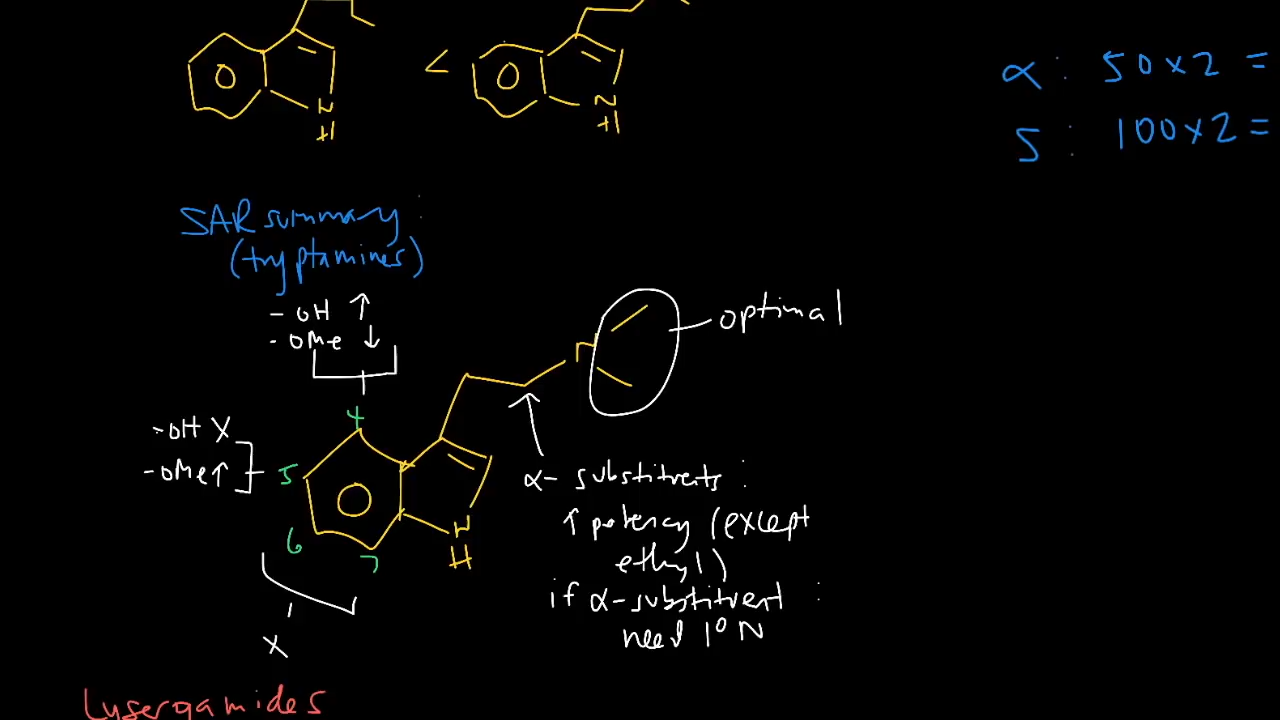 <
N
H
N
H
α : 50 x 2 =
5 : 100 x 2 =
SAR summary :
(tryptamines)
- OH ↑
- OMe ↓
optimal
N
4
- OH X
- OMe ↑
5
6
7
N
H
α- substituents :
↑ potency (except
ethyl)
if α-substituent :
need 1° N
X
Lysergamides